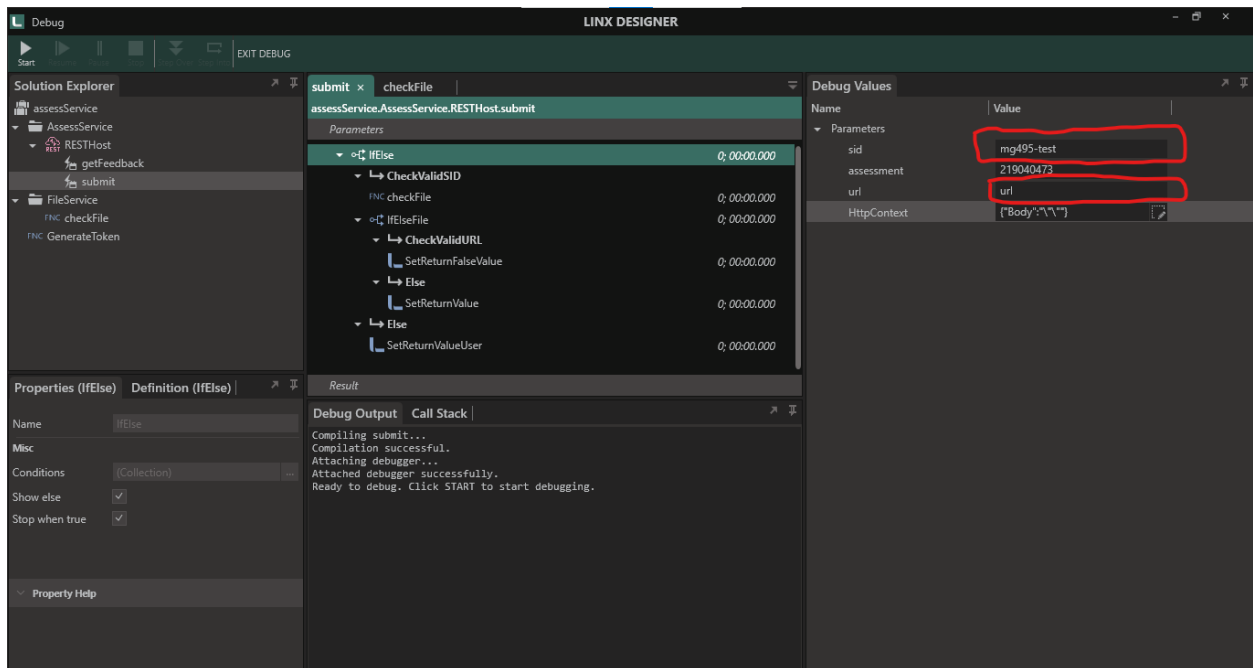 Debug
LINX DESIGNER
Start
EXIT DEBUG
Solution Explorer
assessService
AssessService
RESTHost
getFeedback
submit
FileService
FNC checkFile
FNC GenerateToken
Properties (IfElse) Definition (IfElse)
Name IfElse
Misc
Conditions (Collection) ...
Show else
Stop when true
Property Help
submit × checkFile
assessService.AssessService.RESTHost.submit
Parameters
IfElse 0; 00:00.000
CheckValidSID
FNC checkFile 0; 00:00.000
IfElseFile 0; 00:00.000
CheckValidURL
SetReturnFalseValue 0; 00:00.000
Else
SetReturnValue 0; 00:00.000
Else
SetReturnValueUser 0; 00:00.000
Result
Debug Output Call Stack
Compiling submit...
Compilation successful.
Attaching debugger...
Attached debugger successfully.
Ready to debug. Click START to start debugging.
Debug Values
Name Value
Parameters
sid mg495-test
assessment 219040473
url url
HttpContext {"Body":"\"\""}